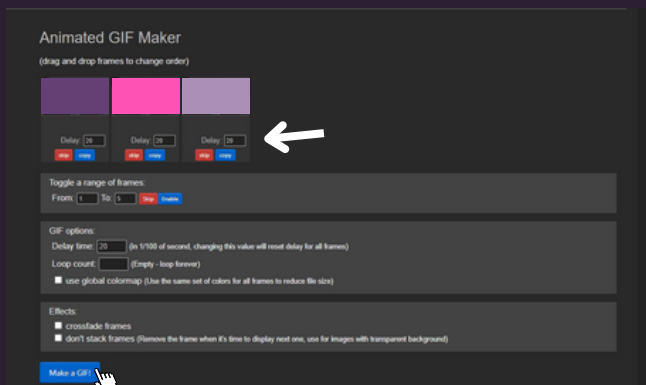 Animated GIF Maker
(drag and drop frames to change order)
Delay: 20 Delay: 20 Delay: 20
skip copy skip copy skip copy
Toggle a range of frames:
From: 1 To: 5 Skip Enable
GIF options:
Delay time: 20 (in 1/100 of second, changing this value will reset delay for all frames)
Loop count: (Empty - loop forever)
use global colormap (Use the same set of colors for all frames to reduce file size)
Effects:
crossfade frames
don't stack frames (Remove the frame when it's time to display next one, use for images with transparent background)
Make a GIF!